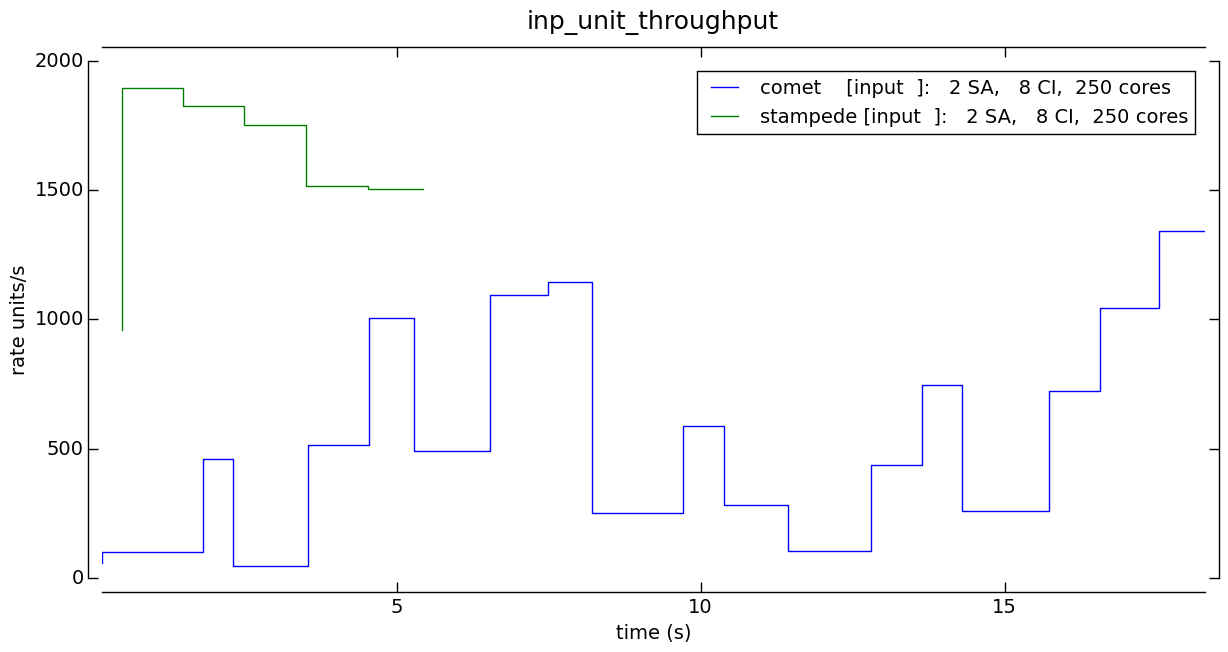 inp_unit_throughput
2000
1500
1000
500
0
rate units/s
comet    [input  ]:   2 SA,   8 CI,  250 cores
stampede [input  ]:   2 SA,   8 CI,  250 cores
5
10
15
time (s)